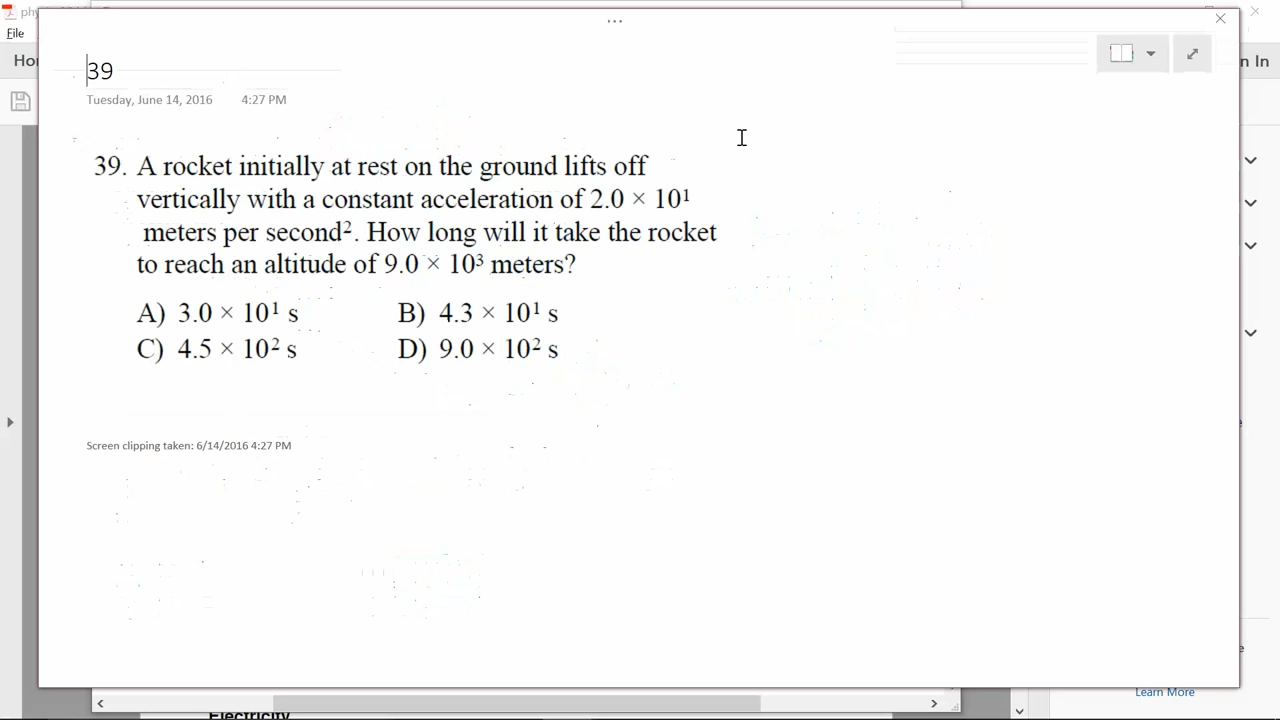 phy
File
Hom
n In
39
Tuesday, June 14, 2016 4:27 PM
39. A rocket initially at rest on the ground lifts off
vertically with a constant acceleration of 2.0 × 10¹
meters per second². How long will it take the rocket
to reach an altitude of 9.0 × 10³ meters?
A) 3.0 × 10¹ s B) 4.3 × 10¹ s
C) 4.5 × 10² s D) 9.0 × 10² s
Screen clipping taken: 6/14/2016 4:27 PM
Learn More
Electricity